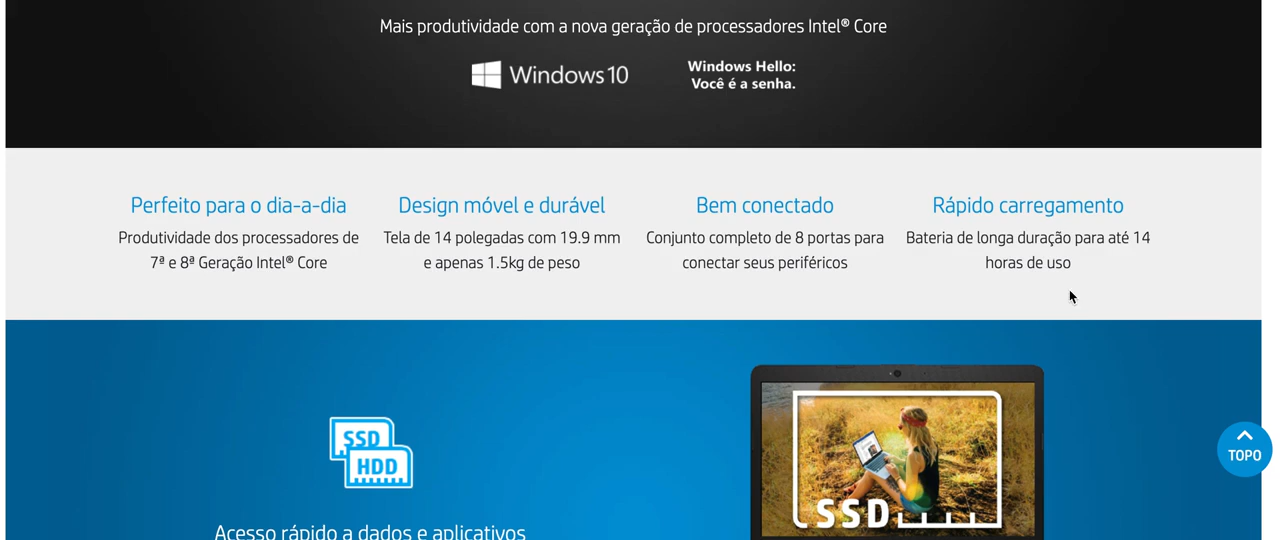 Mais produtividade com a nova geração de processadores Intel® Core
Windows 10
Windows Hello:
Você é a senha.
Perfeito para o dia-a-dia
Produtividade dos processadores de
7ª e 8ª Geração Intel® Core
Design móvel e durável
Tela de 14 polegadas com 19.9 mm
e apenas 1.5kg de peso
Bem conectado
Conjunto completo de 8 portas para
conectar seus periféricos
Rápido carregamento
Bateria de longa duração para até 14
horas de uso
SSD
HDD
Acesso rápido a dados e aplicativos
SSD
TOPO